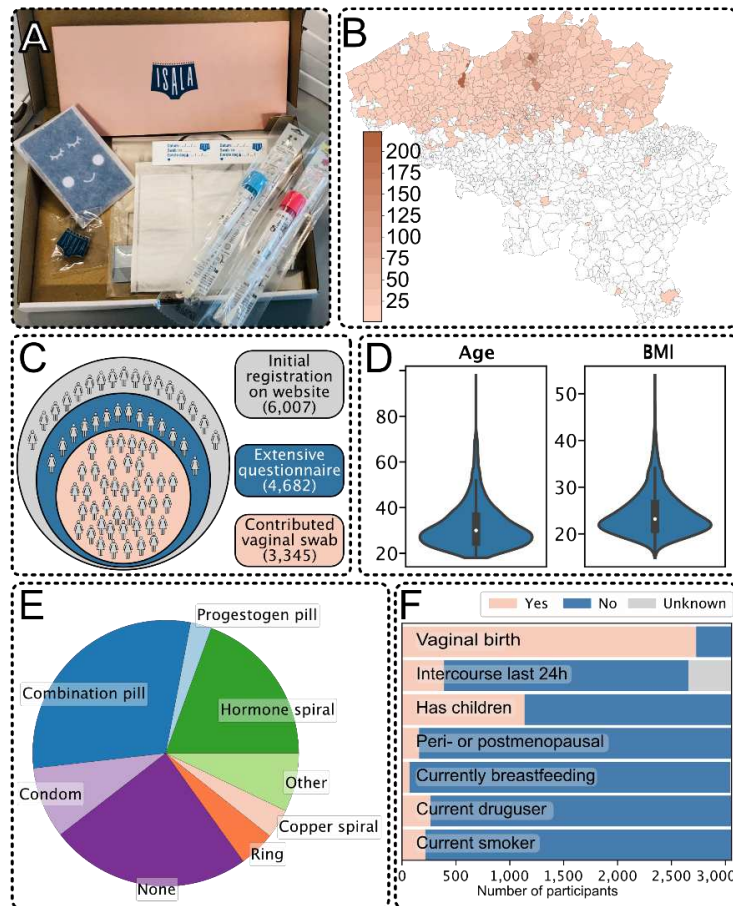 A
ISALA
B
200
175
150
125
100
75
50
25
C
Initial
registration
on website
(6,007)
Extensive
questionnaire
(4,682)
Contributed
vaginal swab
(3,345)
D
Age
BMI
80
60
40
20
50
40
30
20
E
Progestogen pill
Combination pill
Hormone spiral
Condom
Other
Copper spiral
Ring
None
F
Yes No Unknown
Vaginal birth
Intercourse last 24h
Has children
Peri- or postmenopausal
Currently breastfeeding
Current druguser
Current smoker
0 500 1,000 1,500 2,000 2,500 3,000
Number of participants